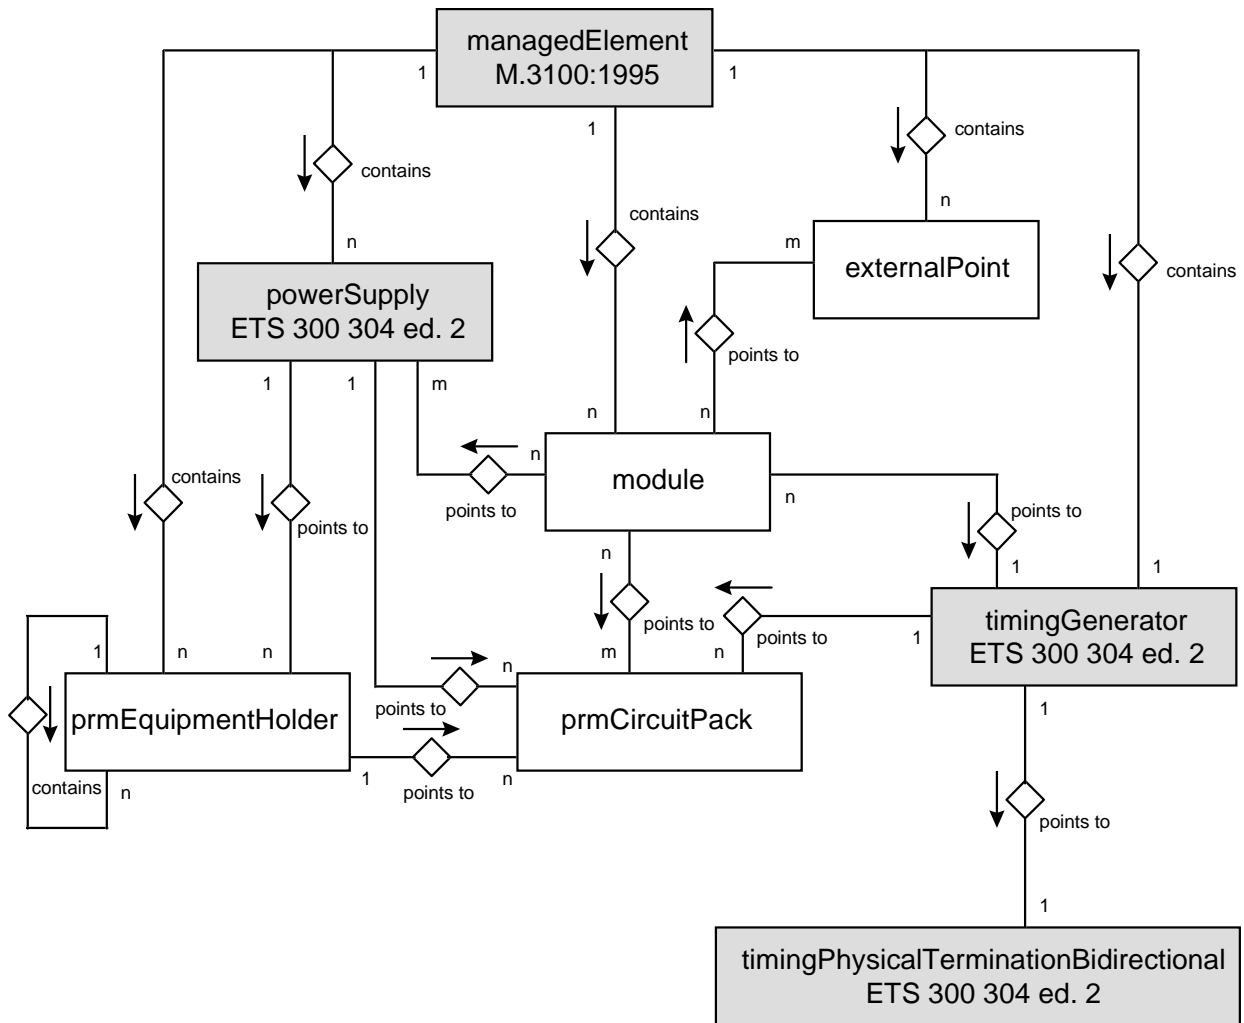 managedElement
M.3100:1995
1
1
1
contains
contains
contains
contains
n
n
m
externalPoint
powerSupply
ETS 300 304 ed. 2
points to
1
1
m
n
n
contains
n
module
n
points to
points to
points to
n
1
1
points to
points to
1
timingGenerator
ETS 300 304 ed. 2
1
n
n
n
m
n
points to
prmEquipmentHolder
prmCircuitPack
1
contains
n
1
n
points to
points to
1
timingPhysicalTerminationBidirectional
ETS 300 304 ed. 2